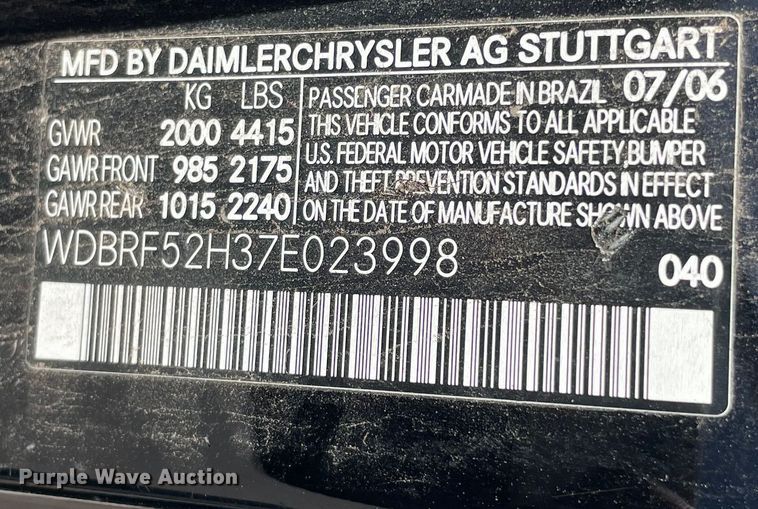 MFD BY DAIMLERCHRYSLER AG STUTTGART
KG LBS
GVWR 2000 4415
GAWR FRONT 985 2175
GAWR REAR 1015 2240
PASSENGER CAR MADE IN BRAZIL 07/06
THIS VEHICLE CONFORMS TO ALL APPLICABLE
U.S. FEDERAL MOTOR VEHICLE SAFETY, BUMPER
AND THEFT PREVENTION STANDARDS IN EFFECT
ON THE DATE OF MANUFACTURE SHOWN ABOVE
WDBRF52H37E023998
040
Purple Wave Auction